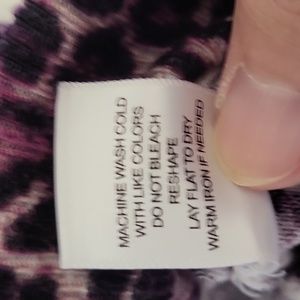 MACHINE WASH COLD
WITH LIKE COLORS
DO NOT BLEACH
RESHAPE
LAY FLAT TO DRY
WARM IRON IF NEEDED